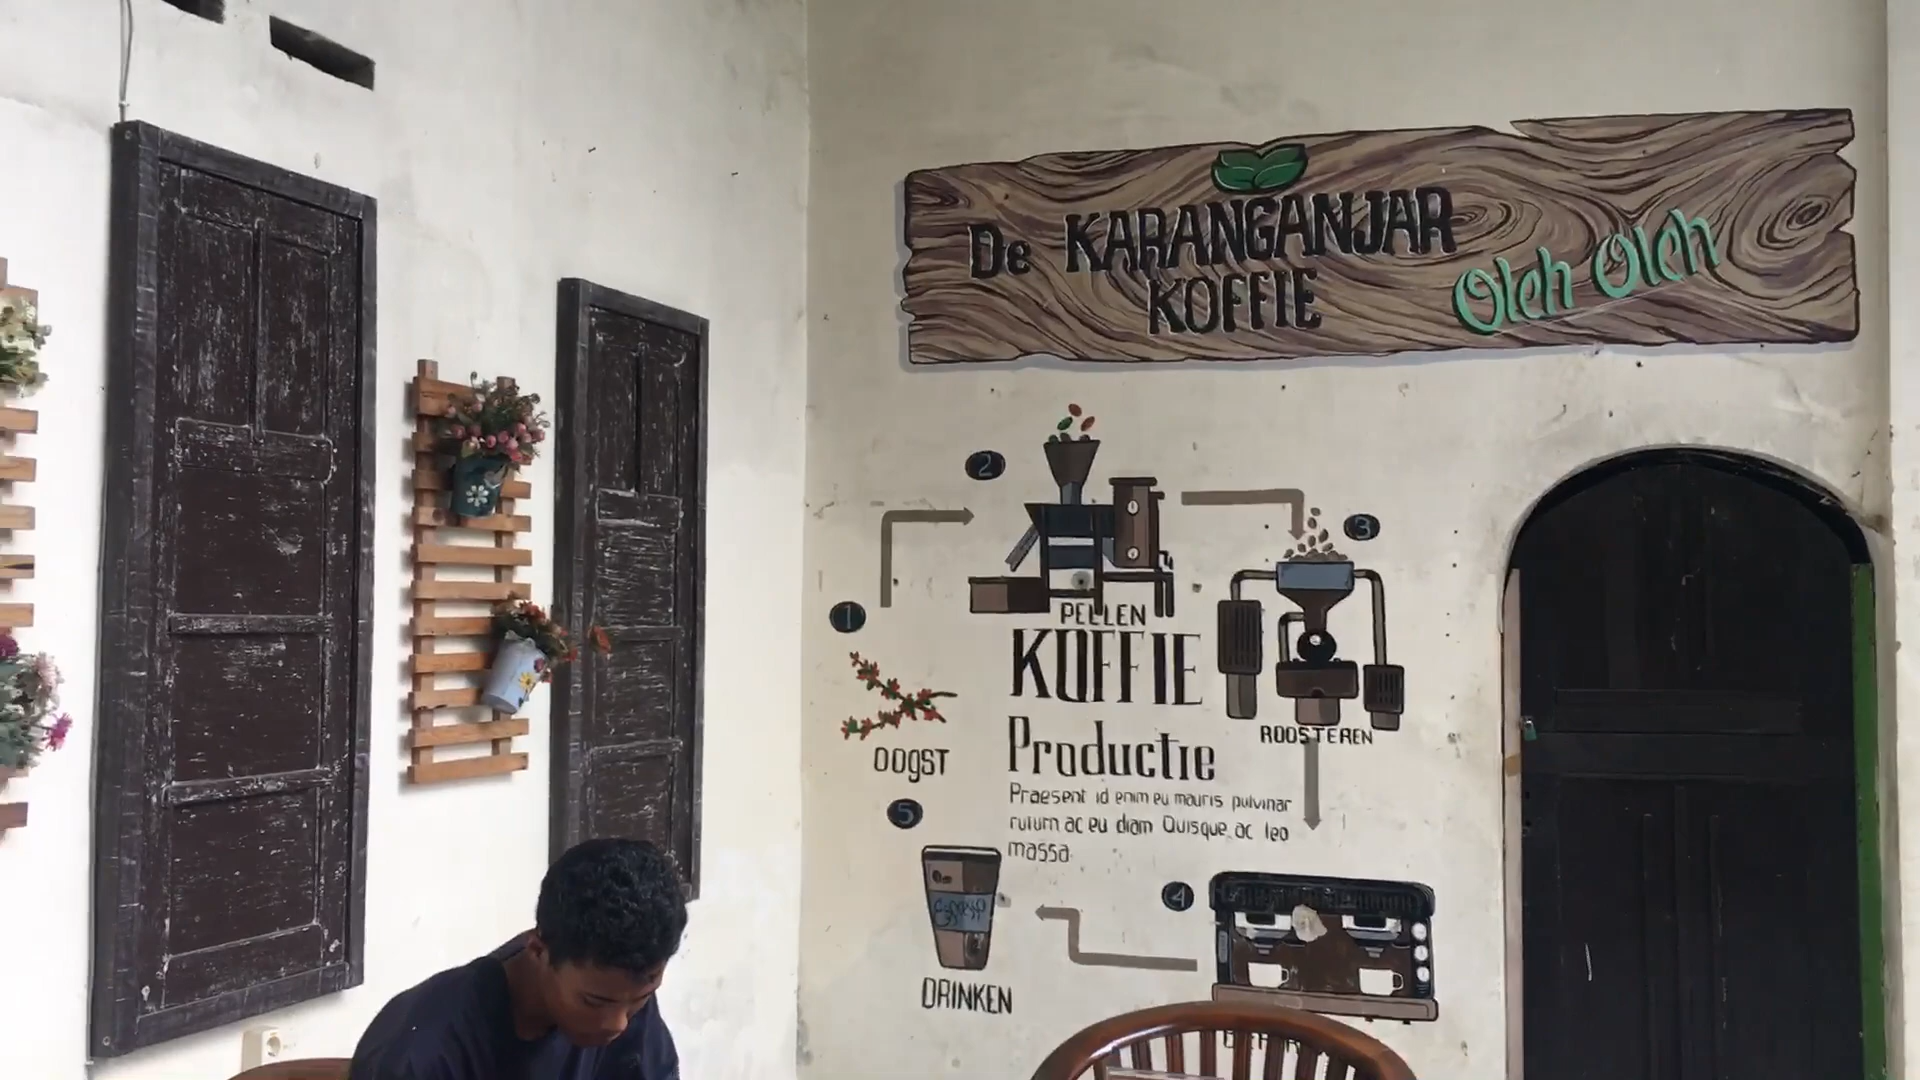 De KARANGANJAR
KOFFIE
Oleh Oleh
2
3
1
PELLEN
KOFFIE
Productie
ROOSTEREN
OOgST
Praesent id enim eu mauris pulvinar
rutum ac eu diam Quisque ac leo
massa
5
4
DRINKEN